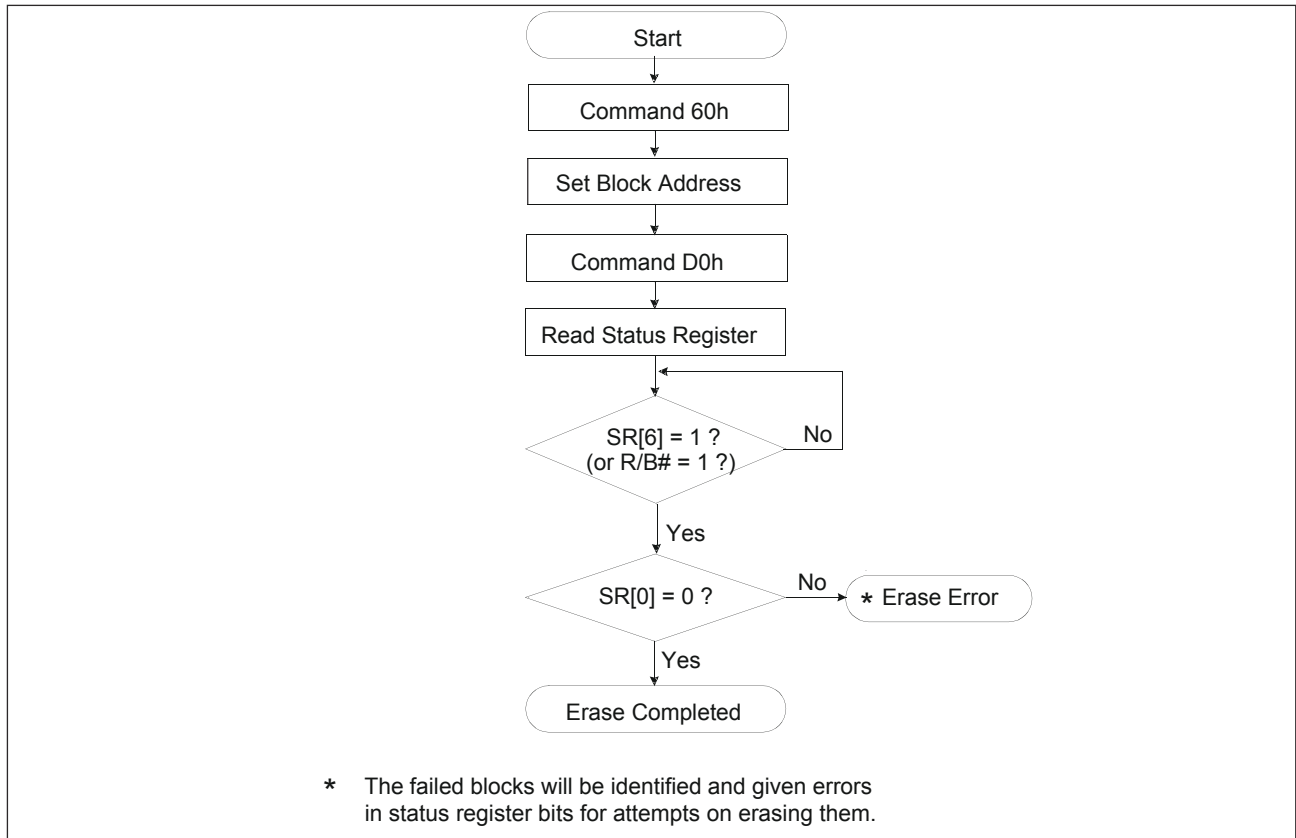 Start
Command 60h
Set Block Address
Command D0h
Read Status Register
SR[6] = 1 ?
(or R/B# = 1 ?)
No
Yes
SR[0] = 0 ?
No
* Erase Error
Yes
Erase Completed
* The failed blocks will be identified and given errors
in status register bits for attempts on erasing them.